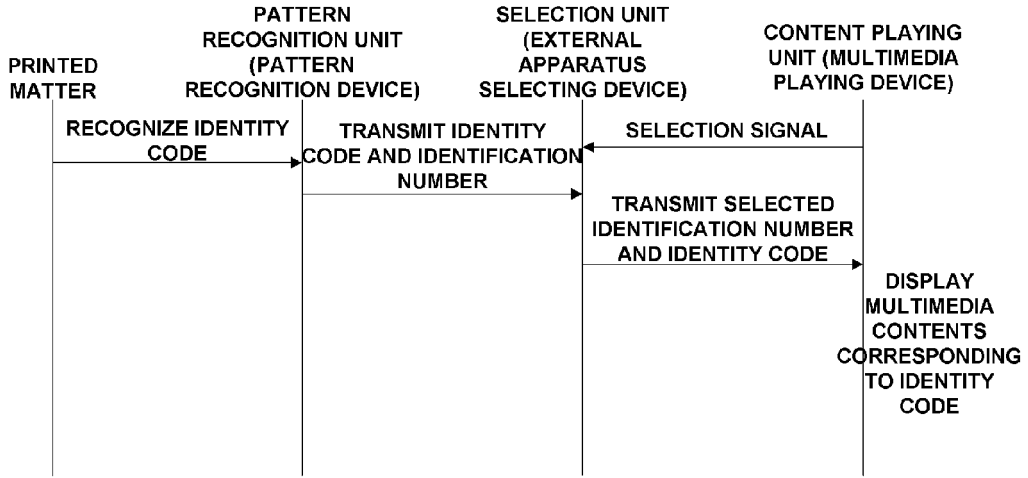 PRINTED
MATTER
PATTERN
RECOGNITION UNIT
(PATTERN
RECOGNITION DEVICE)
SELECTION UNIT
(EXTERNAL
APPARATUS
SELECTING DEVICE)
CONTENT PLAYING
UNIT (MULTIMEDIA
PLAYING DEVICE)
RECOGNIZE IDENTITY
CODE
TRANSMIT IDENTITY
CODE AND IDENTIFICATION
NUMBER
SELECTION SIGNAL
TRANSMIT SELECTED
IDENTIFICATION NUMBER
AND IDENTITY CODE
DISPLAY
MULTIMEDIA
CONTENTS
CORRESPONDING
TO IDENTITY
CODE